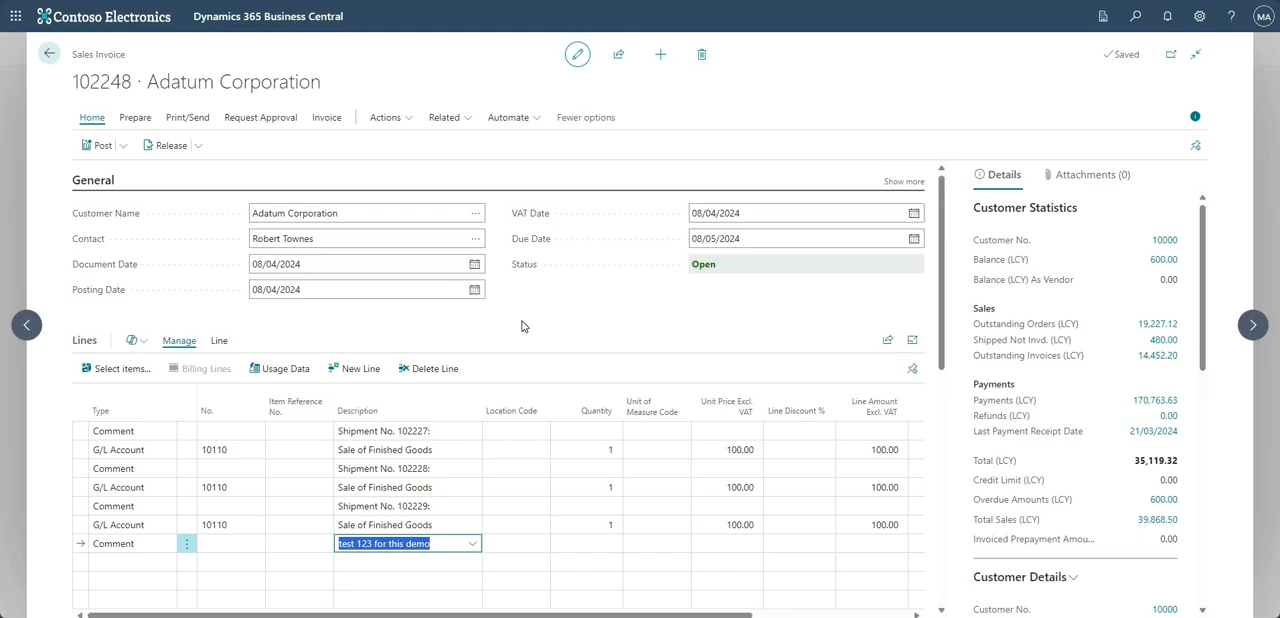 Contoso Electronics Dynamics 365 Business Central MA
Sales Invoice Saved
102248 · Adatum Corporation
Home Prepare Print/Send Request Approval Invoice Actions Related Automate Fewer options
Post Release
General Show more
Customer Name Adatum Corporation VAT Date 08/04/2024
Contact Robert Townes Due Date 08/05/2024
Document Date 08/04/2024 Status Open
Posting Date 08/04/2024
Lines Manage Line
Select items... Billing Lines Usage Data New Line Delete Line
Type No. Item Reference No. Description Location Code Quantity Unit of Measure Code Unit Price Excl. VAT Line Discount % Line Amount Excl. VAT
Comment Shipment No. 102227:
G/L Account 10110 Sale of Finished Goods 1 100.00 100.00
Comment Shipment No. 102228:
G/L Account 10110 Sale of Finished Goods 1 100.00 100.00
Comment Shipment No. 102229:
G/L Account 10110 Sale of Finished Goods 1 100.00 100.00
Comment test 123 for this demo
Details Attachments (0)
Customer Statistics
Customer No. 10000
Balance (LCY) 600.00
Balance (LCY) As Vendor 0.00
Sales
Outstanding Orders (LCY) 19,227.12
Shipped Not Invd. (LCY) 480.00
Outstanding Invoices (LCY) 14,452.20
Payments
Payments (LCY) 170,763.63
Refunds (LCY) 0.00
Last Payment Receipt Date 21/03/2024
Total (LCY) 35,119.32
Credit Limit (LCY) 0.00
Overdue Amounts (LCY) 600.00
Total Sales (LCY) 39,868.50
Invoiced Prepayment Amou... 0.00
Customer Details
Customer No. 10000